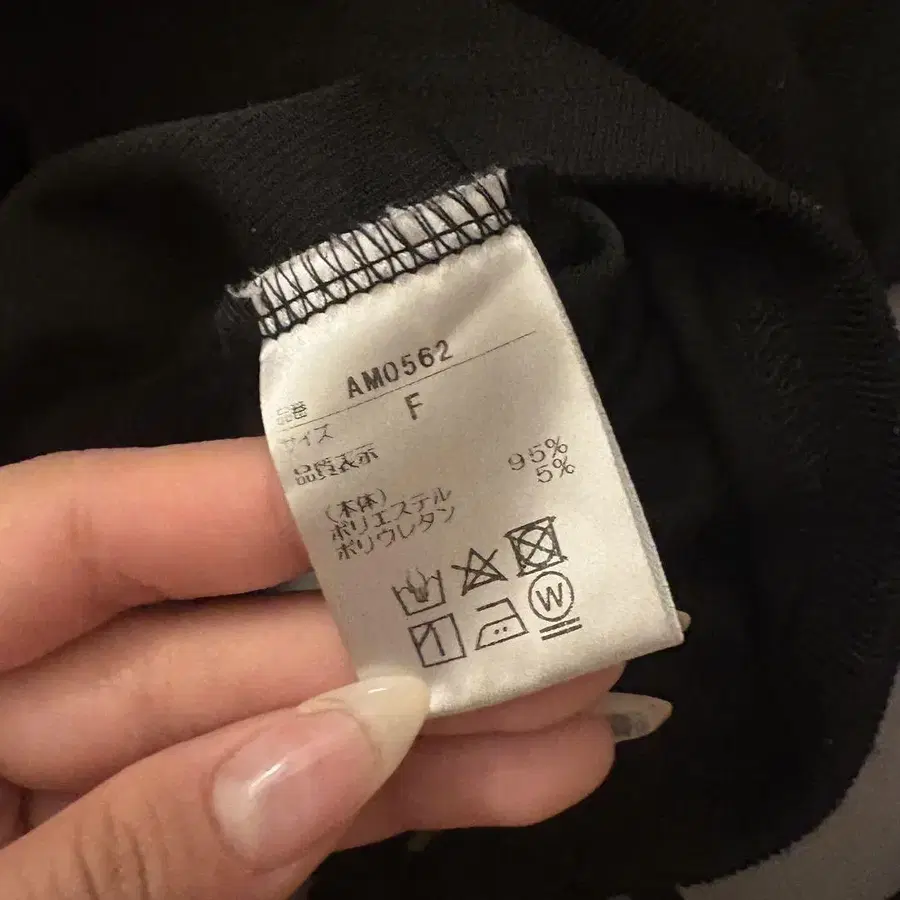 品番 AM0562
サイズ F
品質表示
(本体)
ポリエステル 95%
ポリウレタン 5%
W